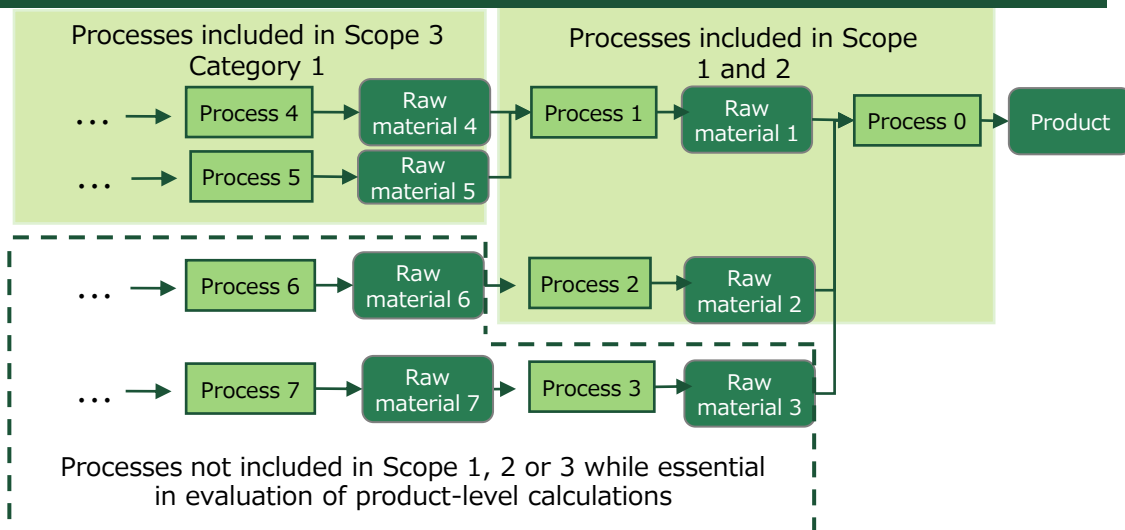 Processes included in Scope 3
Category 1
Processes included in Scope
1 and 2
... Process 4 Raw
material 4 Process 1 Raw
material 1 Process 0 Product
... Process 5 Raw
material 5
... Process 6 Raw
material 6 Process 2 Raw
material 2
... Process 7 Raw
material 7 Process 3 Raw
material 3
Processes not included in Scope 1, 2 or 3 while essential
in evaluation of product-level calculations